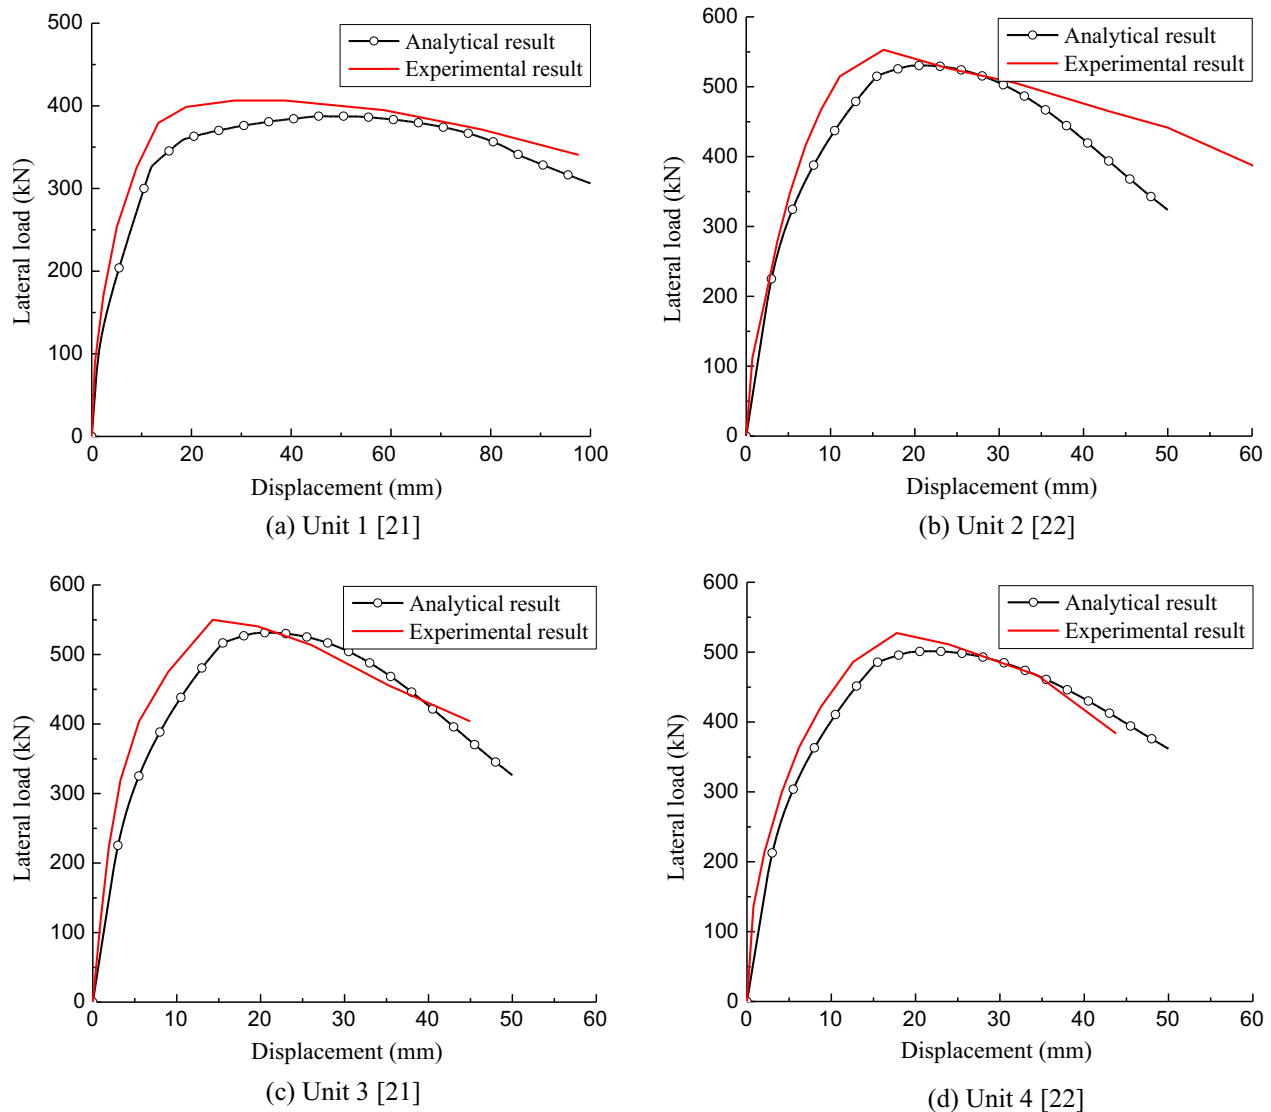 500
400
300
200
100
0
Lateral load (kN)
Analytical result
Experimental result
0 20 40 60 80 100
Displacement (mm)
(a) Unit 1 [21]
600
500
400
300
200
100
0
Lateral load (kN)
Analytical result
Experimental result
0 10 20 30 40 50 60
Displacement (mm)
(b) Unit 2 [22]
600
500
400
300
200
100
0
Lateral load (kN)
Analytical result
Experimental result
0 10 20 30 40 50 60
Displacement (mm)
(c) Unit 3 [21]
600
500
400
300
200
100
0
Lateral load (kN)
Analytical result
Experimental result
0 10 20 30 40 50 60
Displacement (mm)
(d) Unit 4 [22]